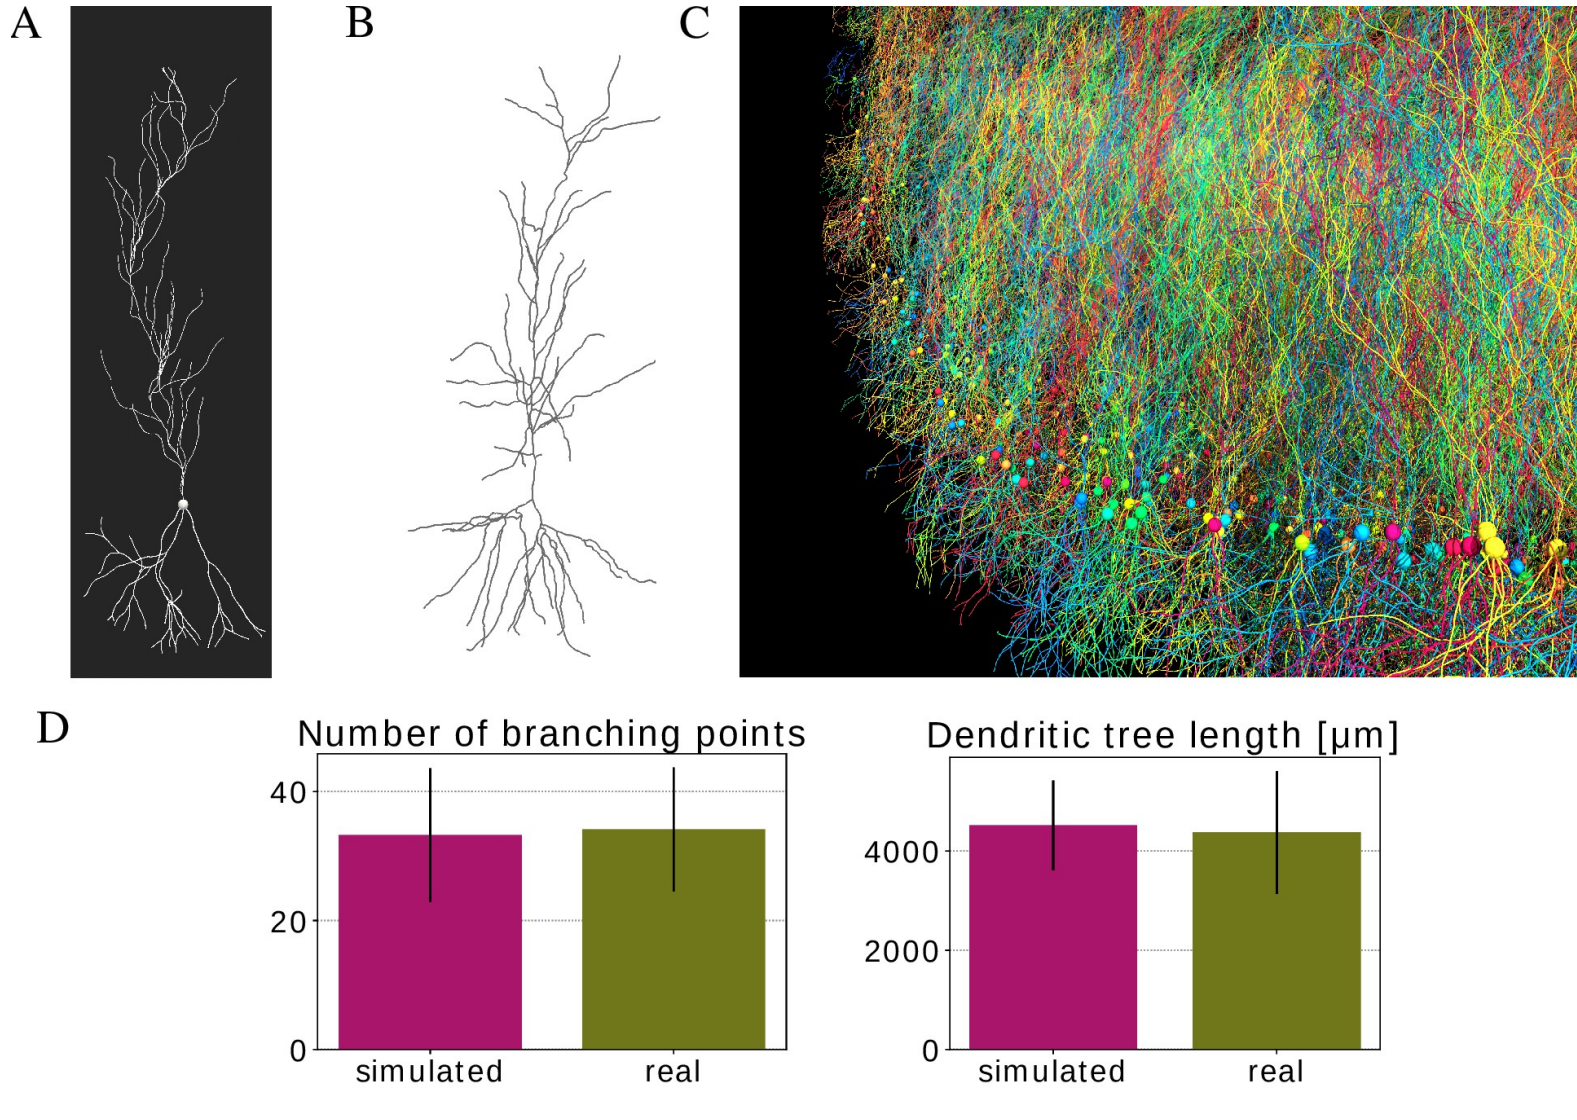 A
B
C
D
Number of branching points
40
20
0
simulated
real
Dendritic tree length [µm]
4000
2000
0
simulated
real